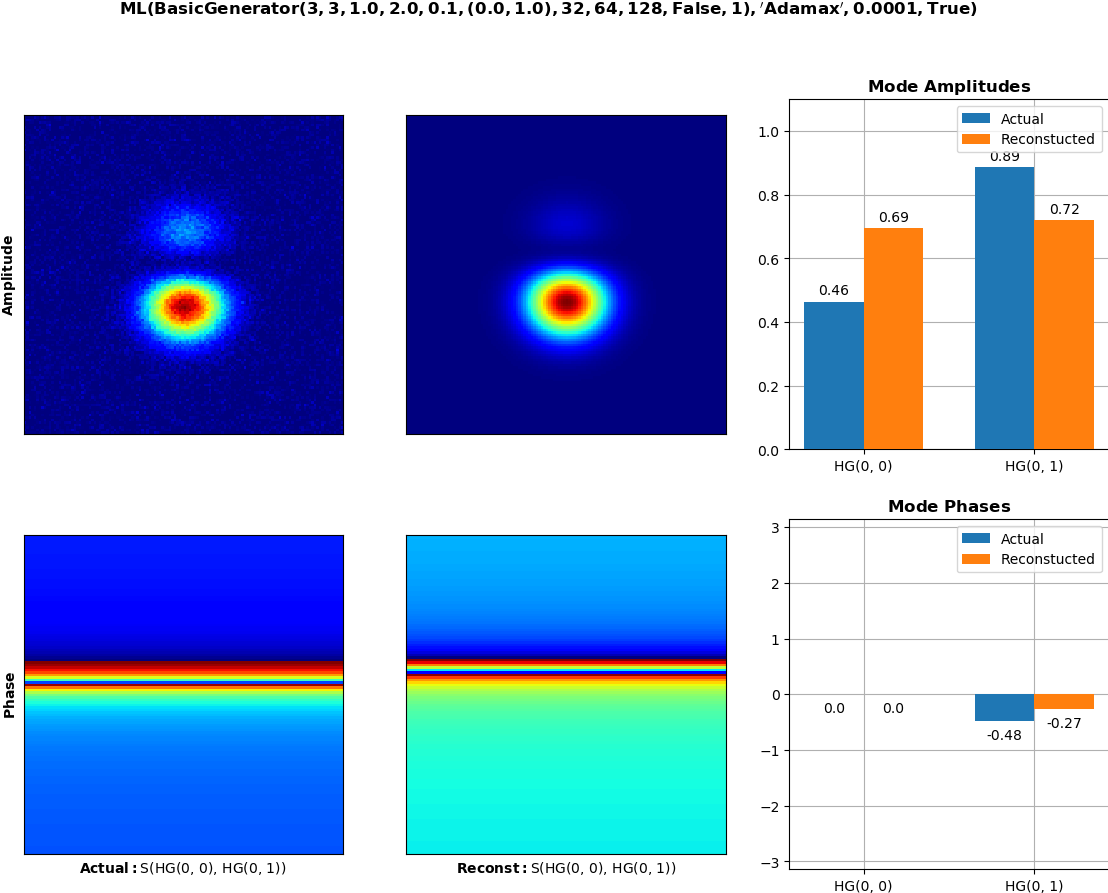 ML(BasicGenerator(3, 3, 1.0, 2.0, 0.1, (0.0, 1.0), 32, 64, 128, False, 1), ′Adamax′, 0.0001, True)
Amplitude
Mode Amplitudes
Actual
Reconstucted
1.0
0.8
0.6
0.4
0.2
0.0
0.46
0.69
0.89
0.72
HG(0, 0)
HG(0, 1)
Phase
Actual: S(HG(0, 0), HG(0, 1))
Reconst: S(HG(0, 0), HG(0, 1))
Mode Phases
Actual
Reconstucted
3
2
1
0
−1
−2
−3
0.0
0.0
-0.48
-0.27
HG(0, 0)
HG(0, 1)